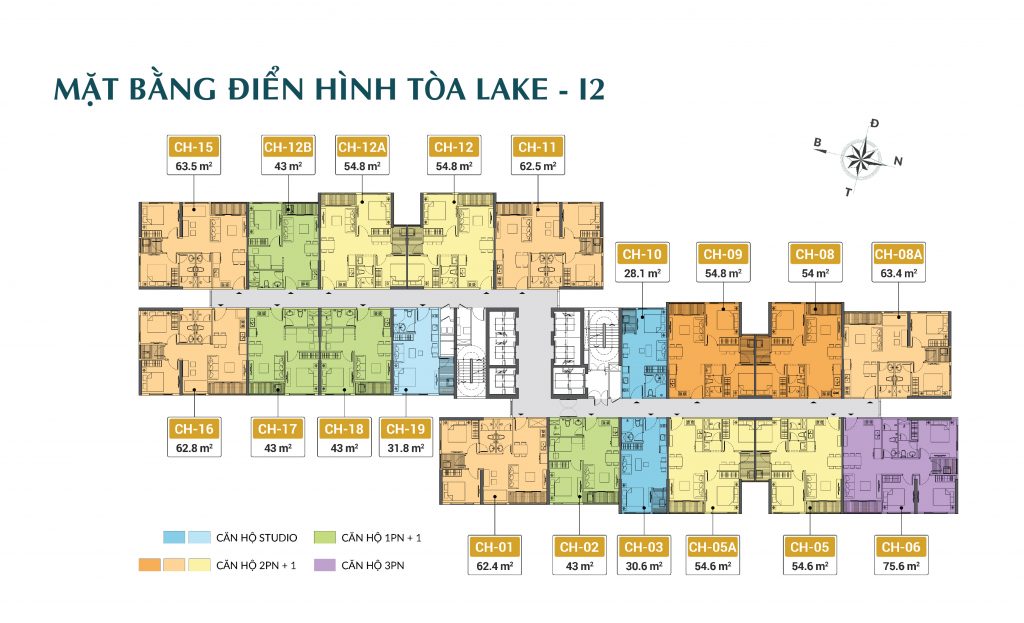 MẶT BẰNG ĐIỂN HÌNH TÒA LAKE - I2
Đ
B
N
T
CH-15
63.5 m²
CH-12B
43 m²
CH-12A
54.8 m²
CH-12
54.8 m²
CH-11
62.5 m²
CH-10
28.1 m²
CH-09
54.8 m²
CH-08
54 m²
CH-08A
63.4 m²
CH-16
62.8 m²
CH-17
43 m²
CH-18
43 m²
CH-19
31.8 m²
CH-01
62.4 m²
CH-02
43 m²
CH-03
30.6 m²
CH-05A
54.6 m²
CH-05
54.6 m²
CH-06
75.6 m²
CĂN HỘ STUDIO
CĂN HỘ 1PN + 1
CĂN HỘ 2PN + 1
CĂN HỘ 3PN